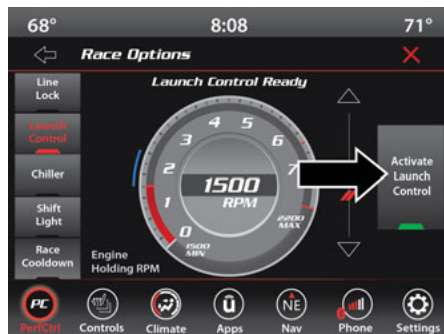 68°
8:08
71°
Race Options
Line
Lock
Launch
Control
Chiller
Shift
Light
Race
Cooldown
Launch Control Ready
0
1
2
3
4
5
6
7
1500
RPM
1500
MIN
2200
MAX
Engine
Holding RPM
Activate
Launch
Control
PC
PerfCtrl
Controls
Climate
û
Apps
NE
Nav
Phone
Settings